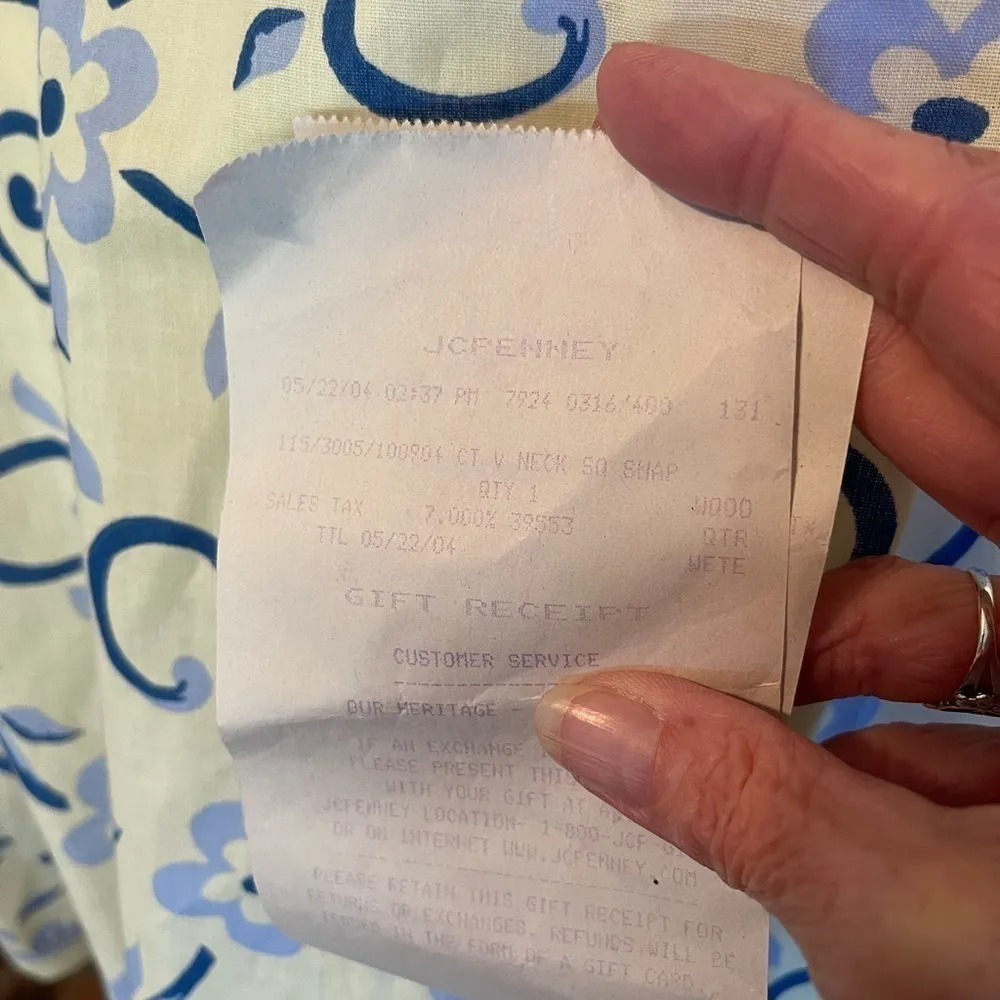 JCPENNEY
05/22/04 02:37 PM 7924 0316/400 131
115/3005/100904 CT V NECK SQ SWAP
QTY 1 WOOD
SALES TAX 7.000% 39553 QTR T*
TTL 05/22/04 WETE
GIFT RECEIPT
CUSTOMER SERVICE
OUR HERITAGE -
IF AN EXCHANGE
PLEASE PRESENT THIS
WITH YOUR GIFT AT
JCPENNEY LOCATION- 1-800-JCP-
OR ON INTERNET WWW.JCPENNEY.COM
PLEASE RETAIN THIS GIFT RECEIPT FOR
RETURNS OR EXCHANGES. REFUNDS WILL BE
ISSUED IN THE FORM OF A GIFT CARD